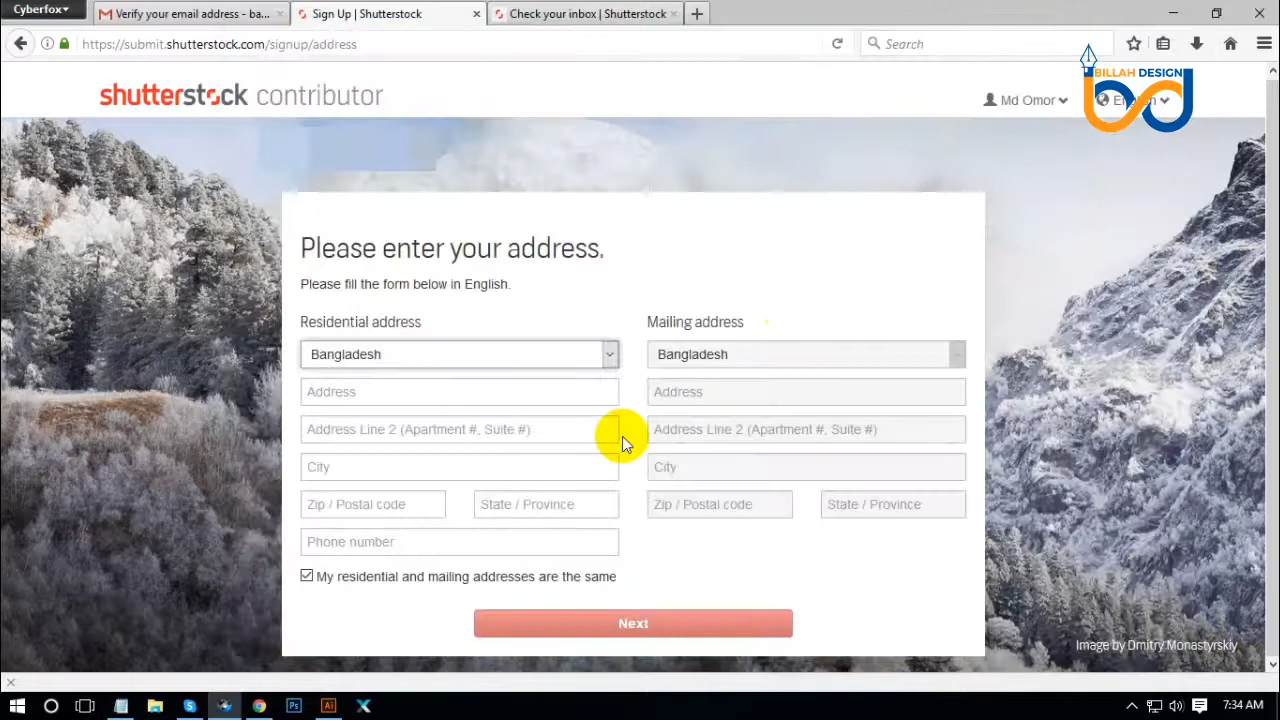 Cyberfox
Verify your email address - ba...
Sign Up | Shutterstock
Check your inbox | Shutterstock
https://submit.shutterstock.com/signup/address
Search
BILLAH DESIGN
shutterstock contributor
Md Omor
Please enter your address.
Please fill the form below in English.
Residential address
Mailing address
Bangladesh
Bangladesh
Address
Address
Address Line 2 (Apartment #, Suite #)
Address Line 2 (Apartment #, Suite #)
City
City
Zip / Postal code
State / Province
Zip / Postal code
State / Province
Phone number
My residential and mailing addresses are the same
Next
Image by Dmitry Monastyrskiy
Ps
Ai
7:34 AM